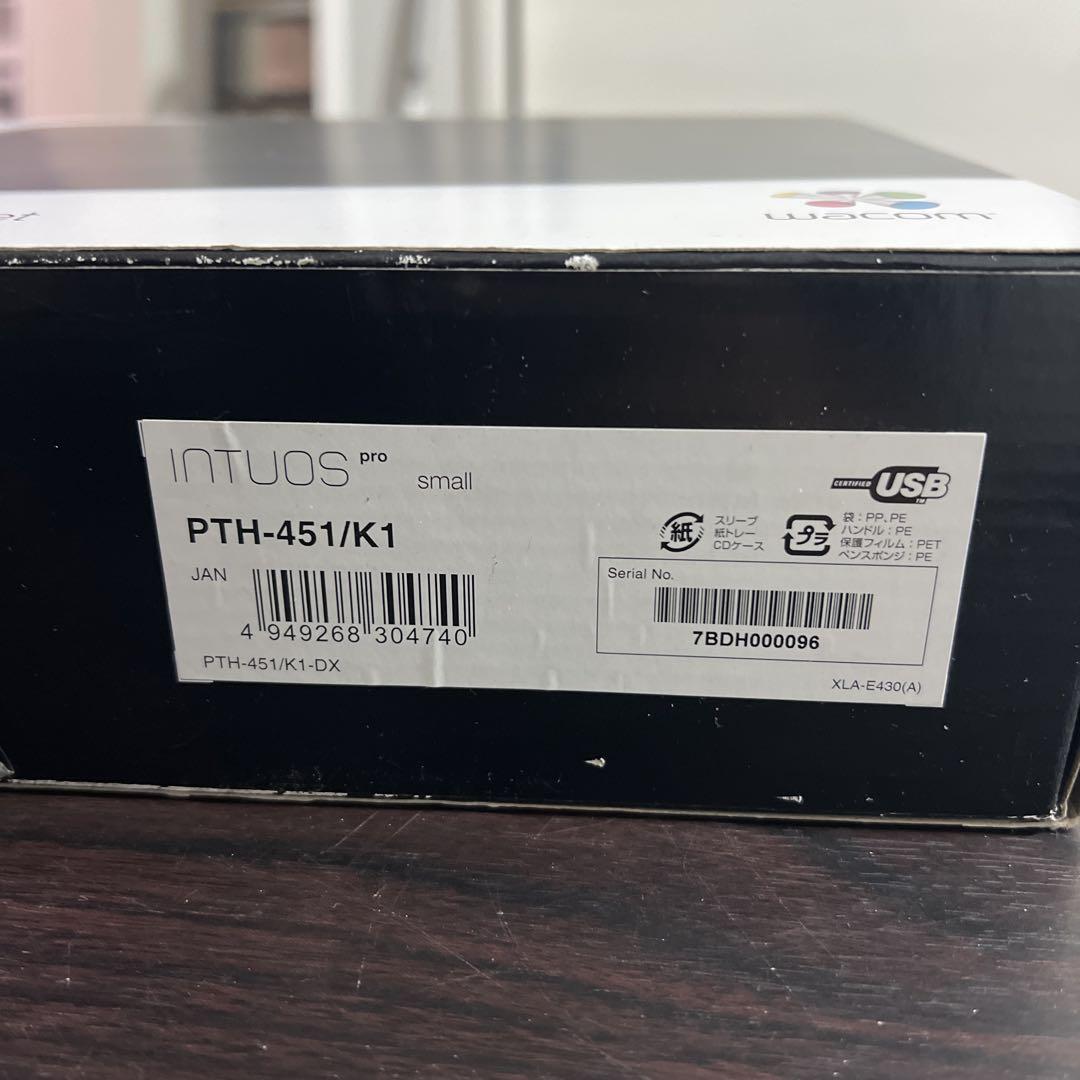 et
wacom
INTUOS pro small
CERTIFIED USB TM
PTH-451/K1
紙
スリーブ
紙トレー
CDケース
プラ
袋:PP、PE
ハンドル:PE
保護フィルム:PET
ペンスポンジ:PE
JAN
4 949268 304740
PTH-451/K1-DX
Serial No.
7BDH000096
XLA-E430(A)